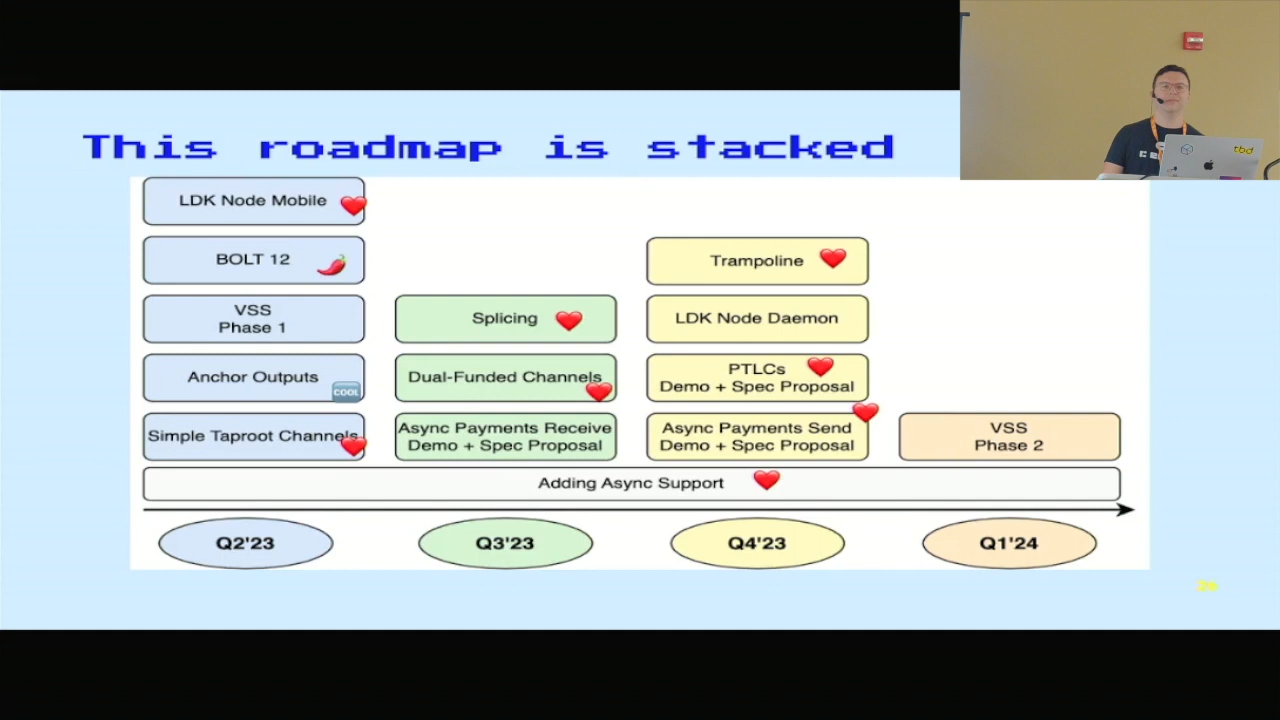 This roadmap is stacked
LDK Node Mobile
BOLT 12
VSS
Phase 1
Anchor Outputs
COOL
Simple Taproot Channels
Splicing
Dual-Funded Channels
Async Payments Receive
Demo + Spec Proposal
Trampoline
LDK Node Daemon
PTLCs
Demo + Spec Proposal
Async Payments Send
Demo + Spec Proposal
VSS
Phase 2
Adding Async Support
Q2'23
Q3'23
Q4'23
Q1'24
tbd